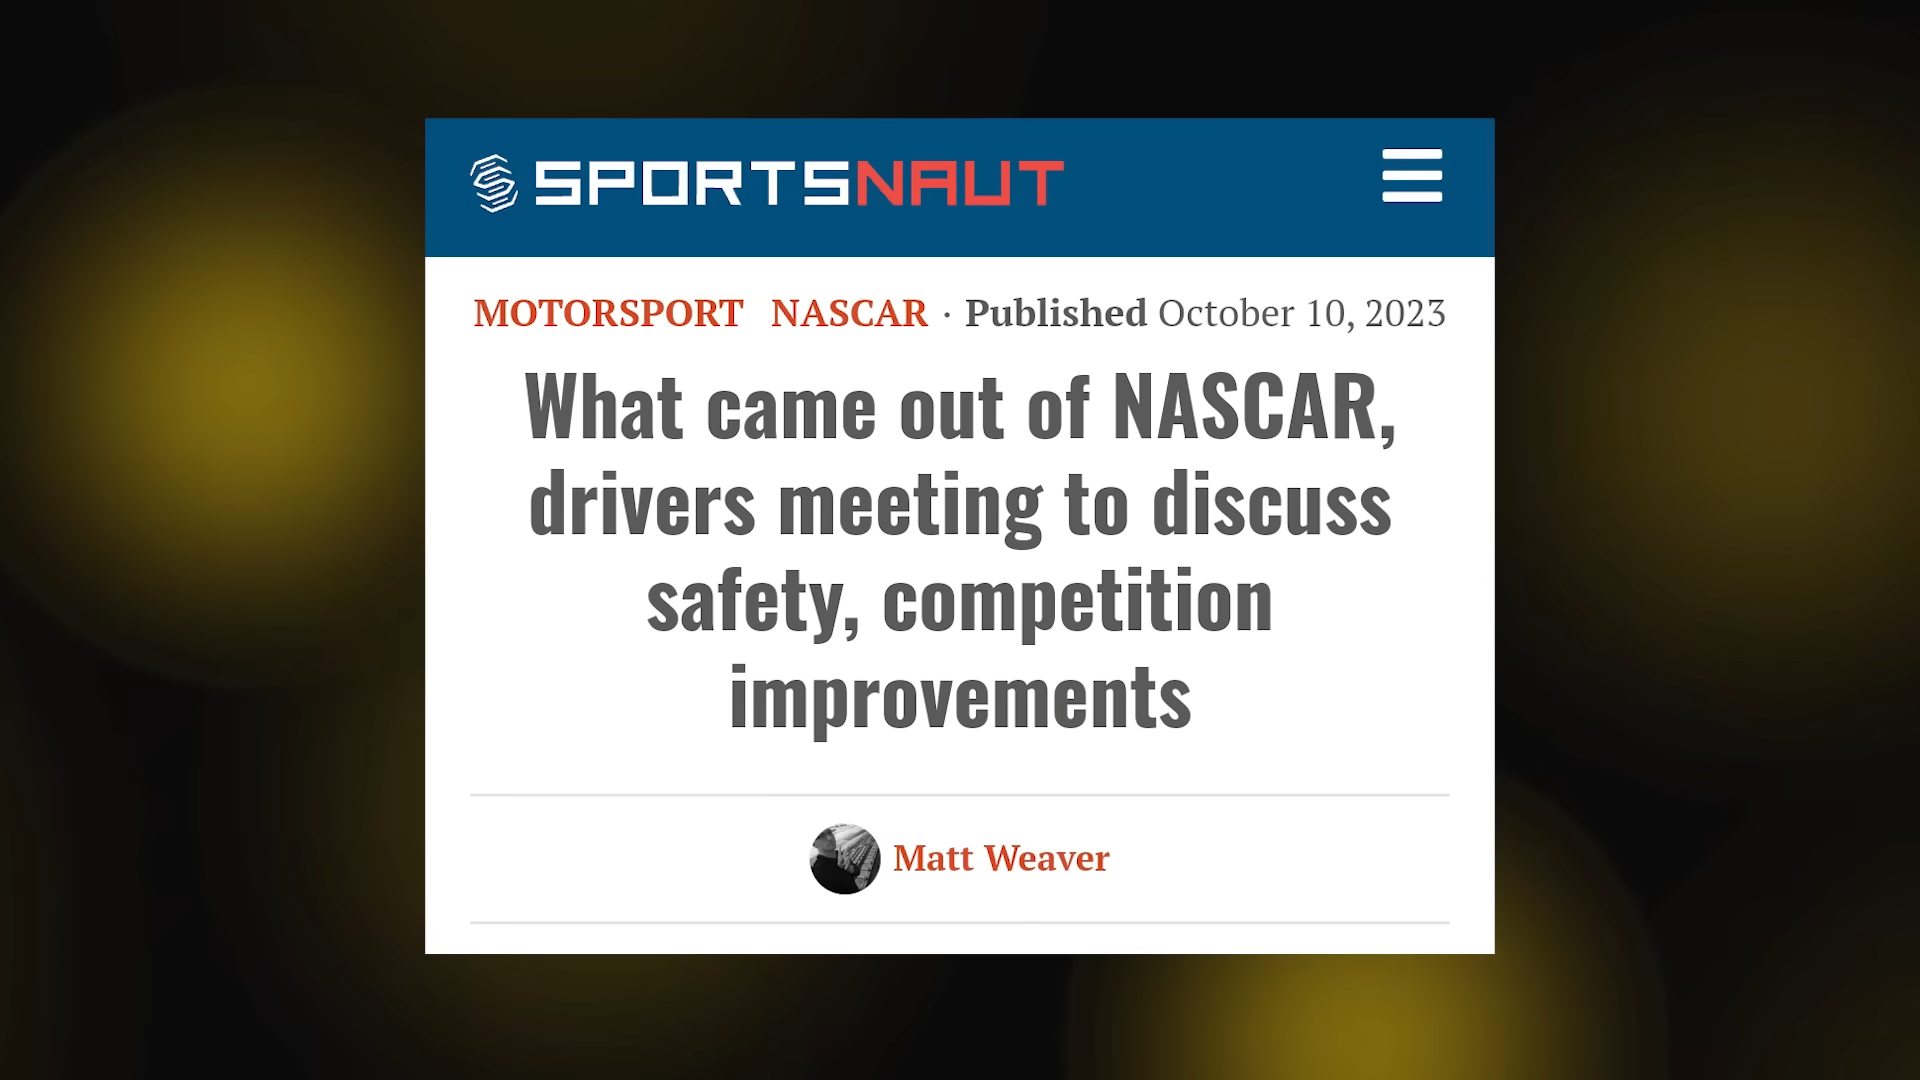 SPORTSNAUT
MOTORSPORT NASCAR · Published October 10, 2023
What came out of NASCAR,
drivers meeting to discuss
safety, competition
improvements
Matt Weaver